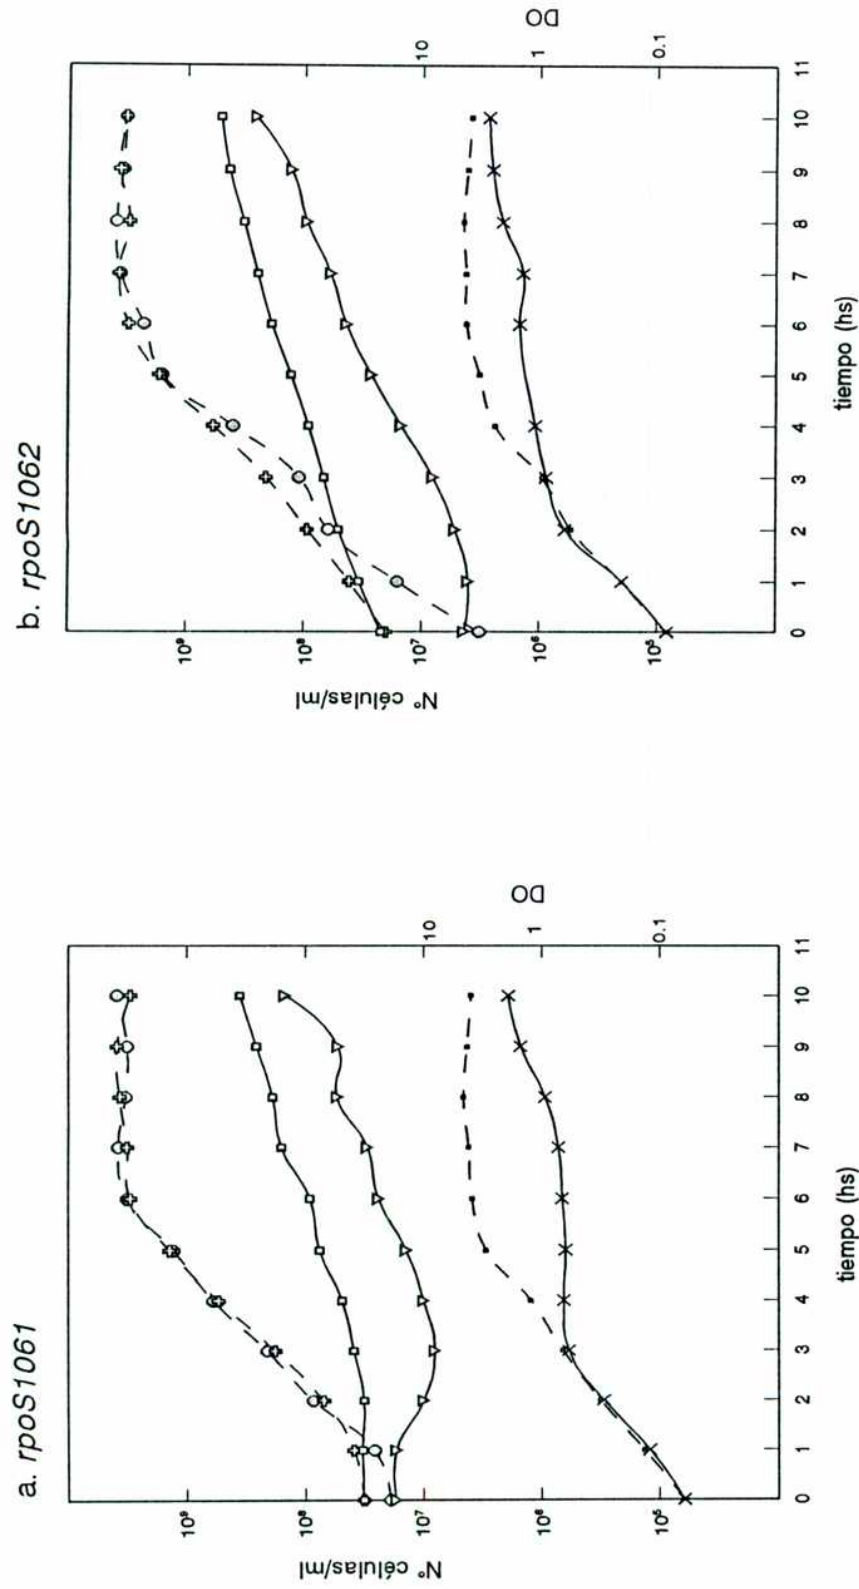 a. rpoS1061
Nº células/ml
10⁹
10⁸
10⁷
10⁶
10⁵
DO
10
1
0.1
0 1 2 3 4 5 6 7 8 9 10 11
tiempo (hs)
b. rpoS1062
Nº células/ml
10⁹
10⁸
10⁷
10⁶
10⁵
DO
10
1
0.1
0 1 2 3 4 5 6 7 8 9 10 11
tiempo (hs)